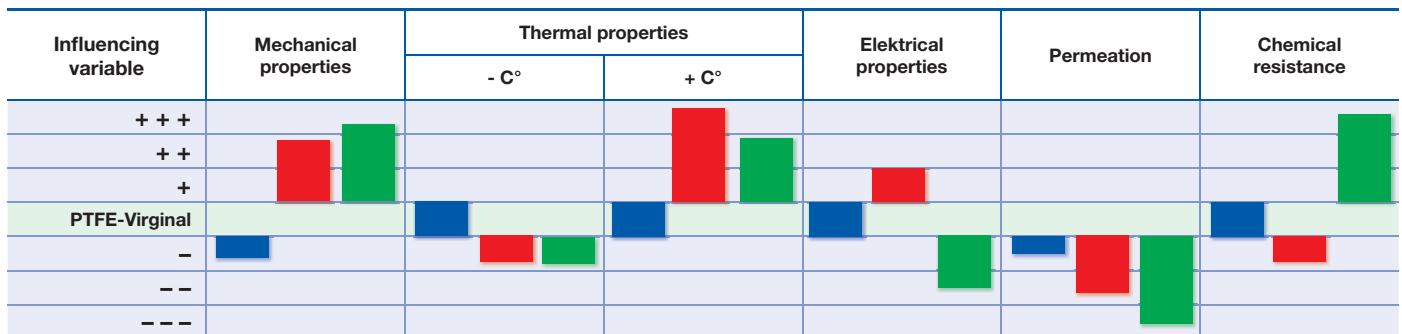 Influencing
variable
Mechanical
properties
Thermal properties
- C°
+ C°
Elektrical
properties
Permeation
Chemical
resistance
+ + +
+ +
+
PTFE-Virginal
–
– –
– – –